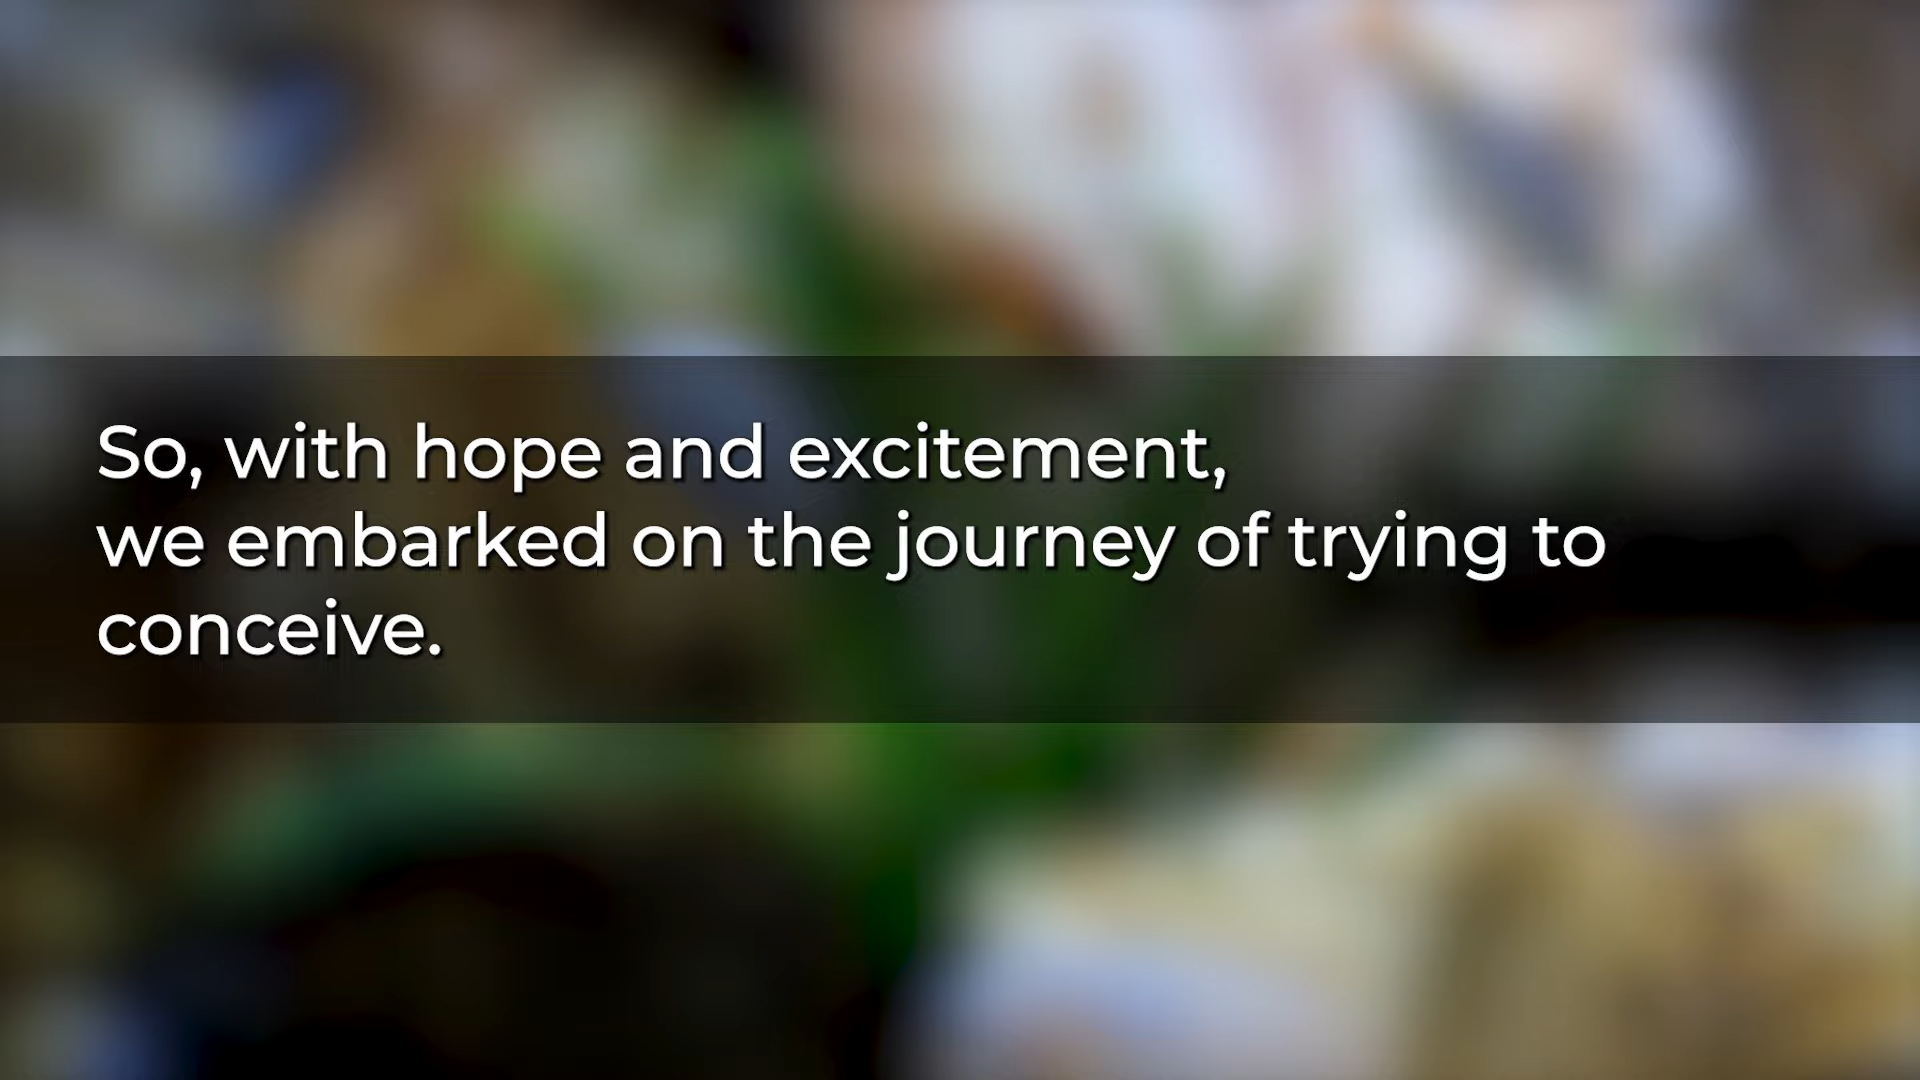 So, with hope and excitement,
we embarked on the journey of trying to
conceive.